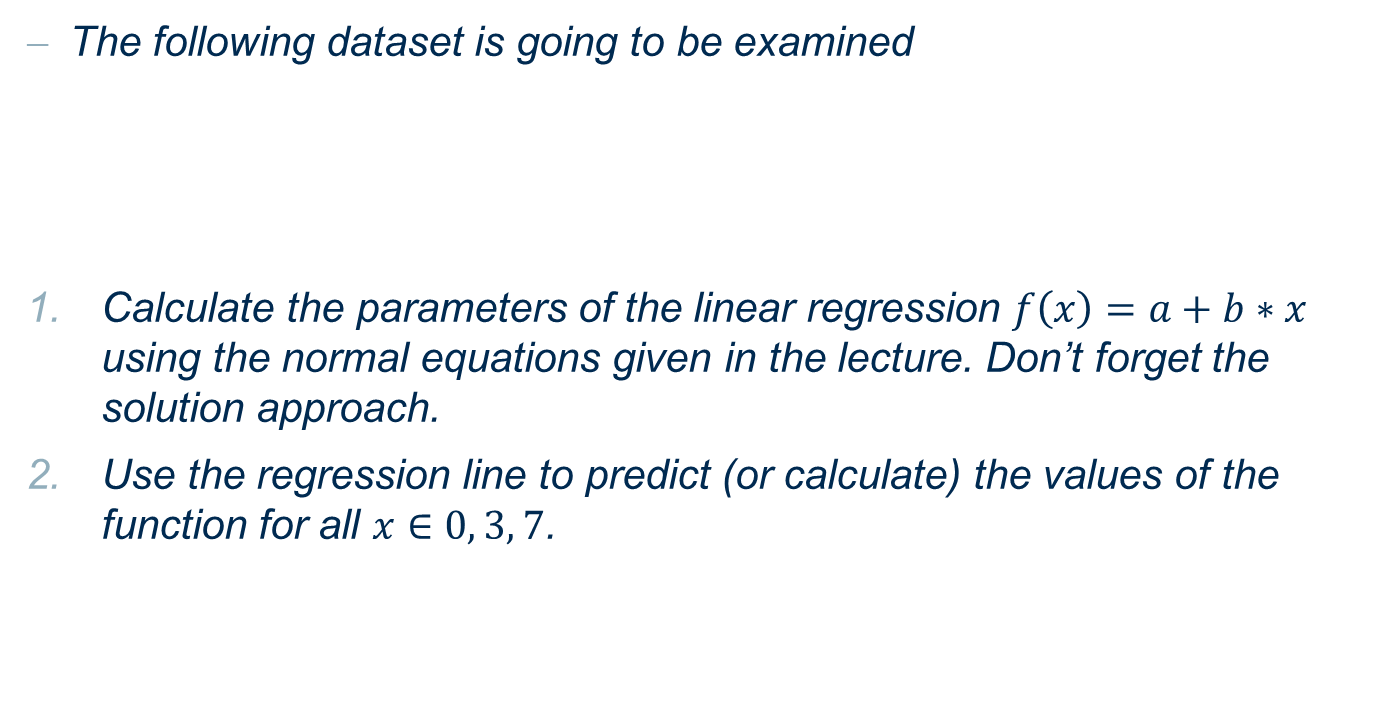 – The following dataset is going to be examined
1. Calculate the parameters of the linear regression f(x) = a + b ∗ x
using the normal equations given in the lecture. Don’t forget the
solution approach.
2. Use the regression line to predict (or calculate) the values of the
function for all x ∈ 0, 3, 7.